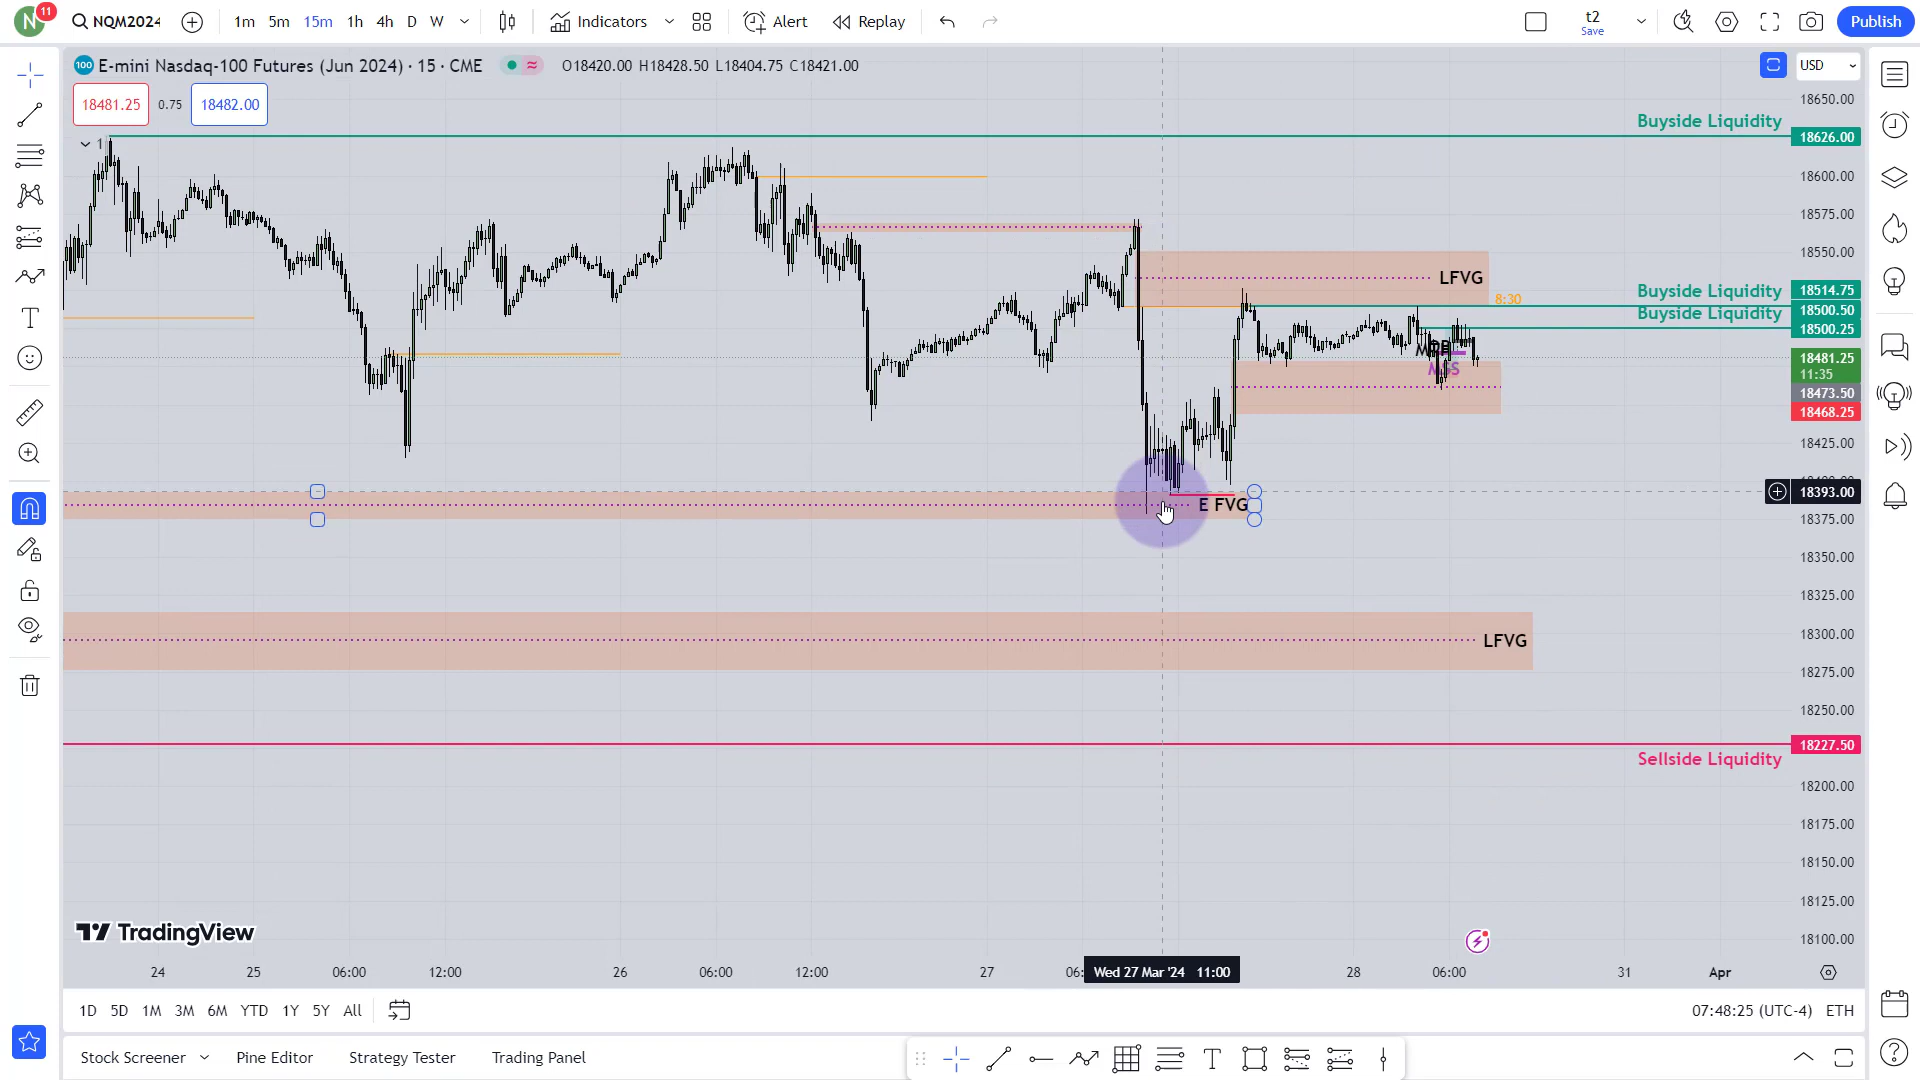 N
11
NQM2024
1m 5m 15m 1h 4h D W
Indicators
Alert
Replay
t2
Save
Publish
100
E-mini Nasdaq-100 Futures (Jun 2024) · 15 · CME
O18420.00 H18428.50 L18404.75 C18421.00
USD
18481.25
0.75
18482.00
1
18650.00
Buyside Liquidity
18626.00
18600.00
18575.00
18550.00
LFVG
Buyside Liquidity
18514.75
8:30
18500.50
Buyside Liquidity
18500.25
18481.25
11:35
MSS
18473.50
18468.25
18425.00
18393.00
E FVG
18375.00
18350.00
18325.00
18300.00
LFVG
18275.00
18250.00
18227.50
Sellside Liquidity
18200.00
18175.00
18150.00
18125.00
18100.00
TradingView
24 25 06:00 12:00 26 06:00 12:00 27 Wed 27 Mar '24 11:00 28 06:00 31 Apr
1D 5D 1M 3M 6M YTD 1Y 5Y All
07:48:25 (UTC-4) ETH
Stock Screener
Pine Editor
Strategy Tester
Trading Panel